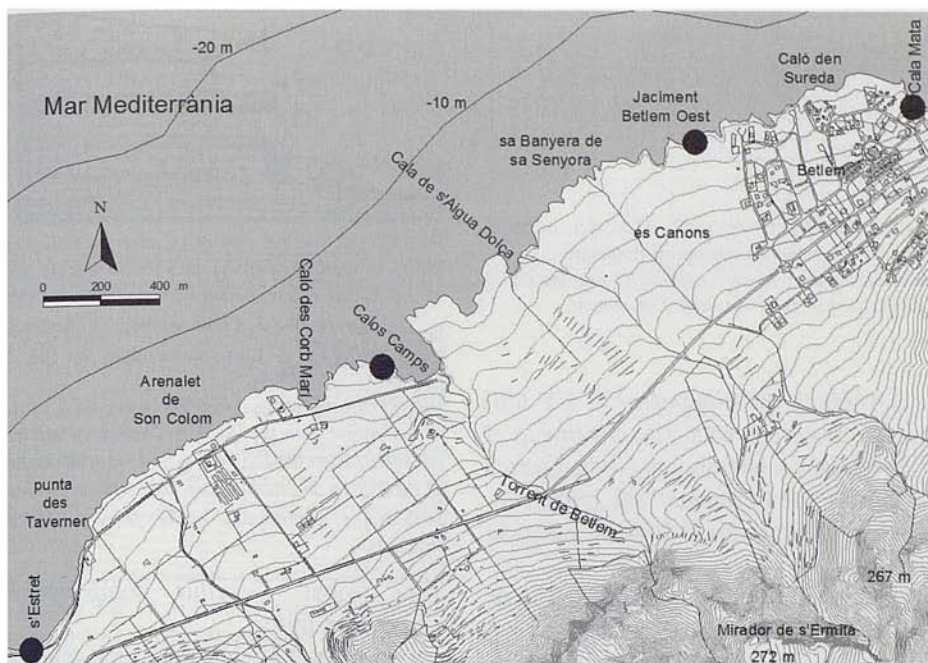 -20 m
Mar Mediterrània
-10 m
Caló den
Sureda
Cala Mata
Jaciment
Betlem Oest
sa Banyera de
sa Senyora
Betlem
Cala de s'Aigua Dolça
es Canons
N
0 200 400 m
Caló des Corb Marí
Calos Camps
Arenalet
de
Son Colom
punta
des
Taverner
Torrent de Betlem
s'Estret
267 m
Mirador de s'Ermita
272 m